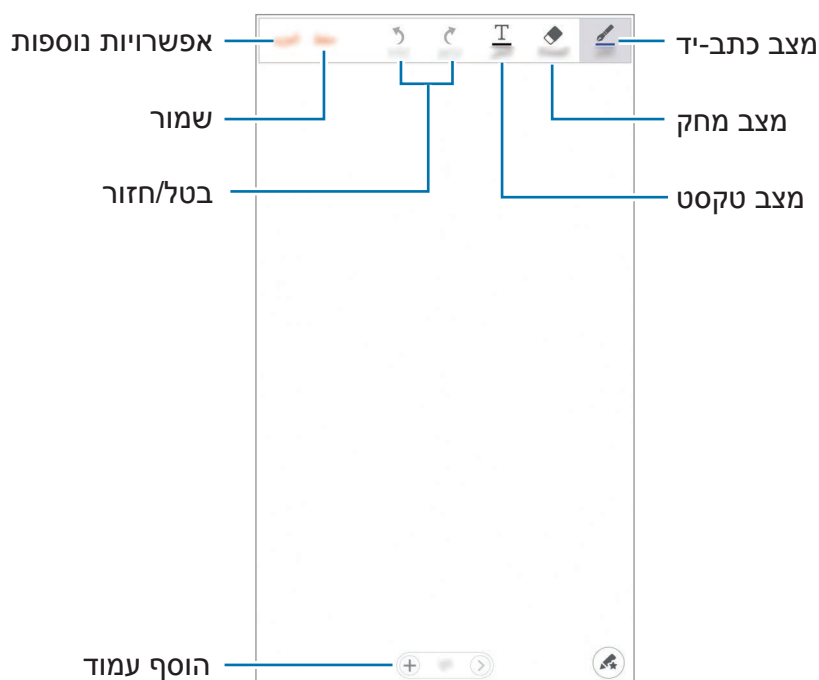 אפשרויות נוספות
שמור
בטל/חזור
מצב כתב-יד
מצב מחק
מצב טקסט
T
הוסף עמוד